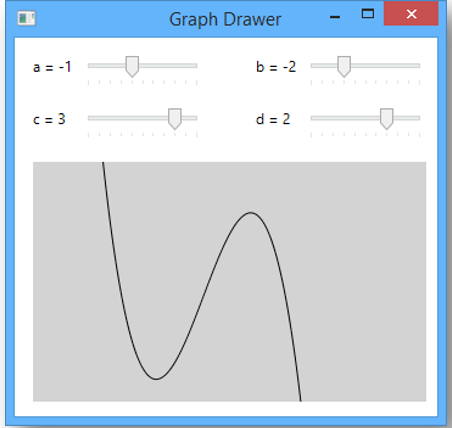 Graph Drawer
a = -1
b = -2
c = 3
d = 2